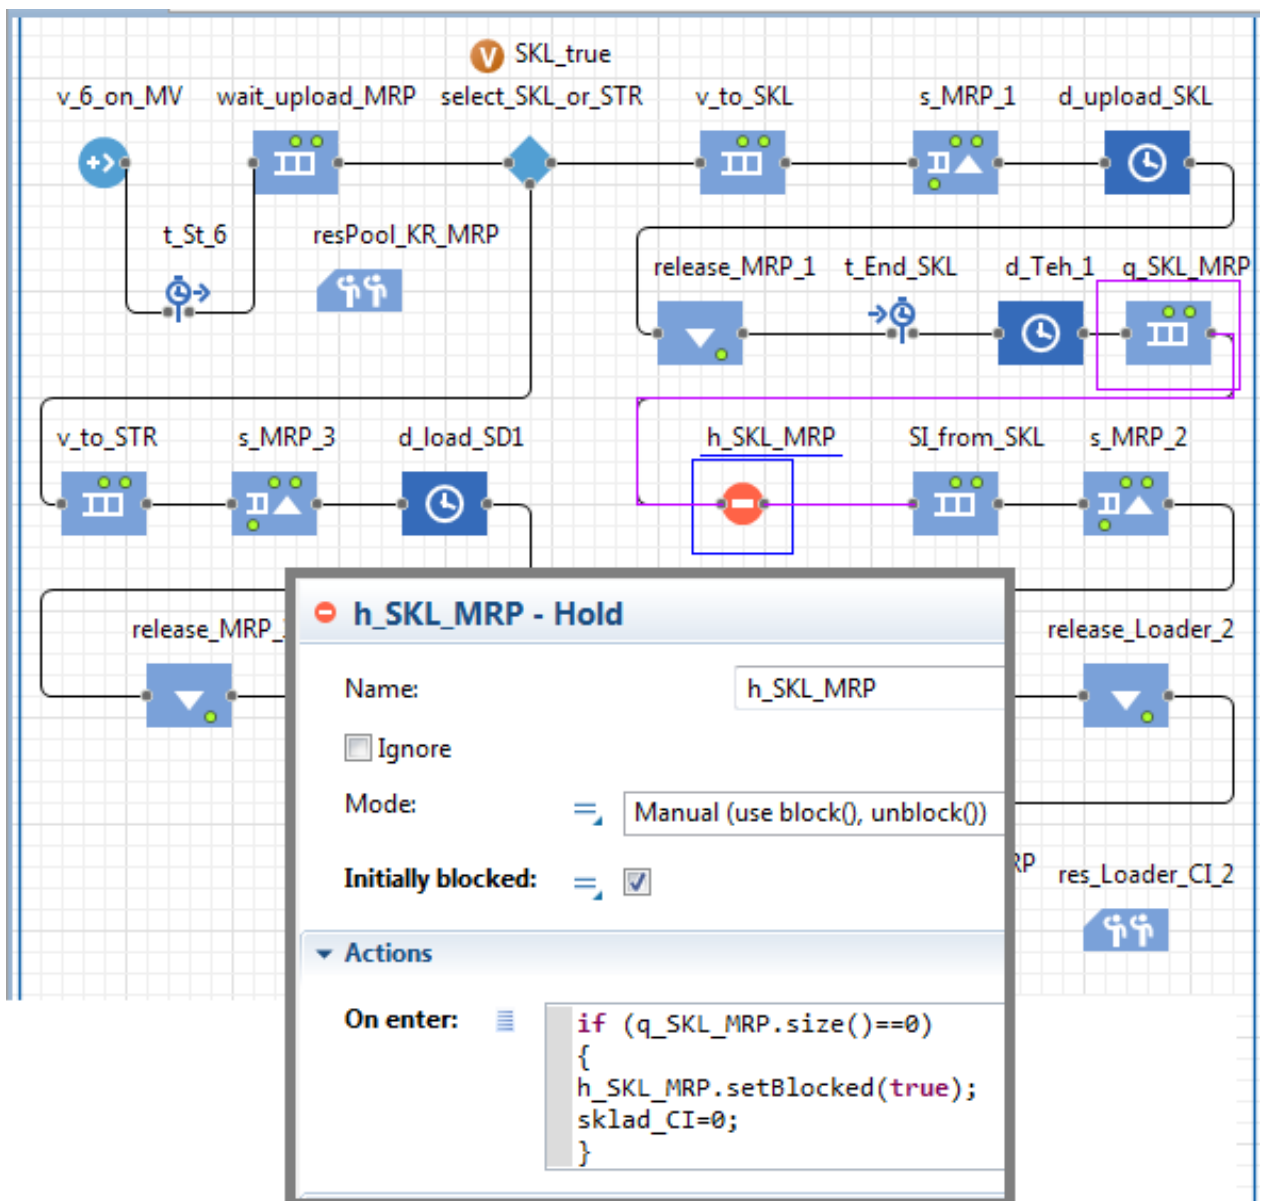 V SKL_true
v_6_on_MV wait_upload_MRP select_SKL_or_STR v_to_SKL s_MRP_1 d_upload_SKL
t_St_6 resPool_KR_MRP
release_MRP_1 t_End_SKL d_Teh_1 q_SKL_MRP
v_to_STR s_MRP_3 d_load_SD1 h_SKL_MRP SI_from_SKL s_MRP_2
h_SKL_MRP - Hold
release_MRP_ release_Loader_2
Name: h_SKL_MRP
Ignore
Mode: Manual (use block(), unblock())
Initially blocked:
RP res_Loader_CI_2
Actions
On enter: if (q_SKL_MRP.size()==0)
{
h_SKL_MRP.setBlocked(true);
sklad_CI=0;
}